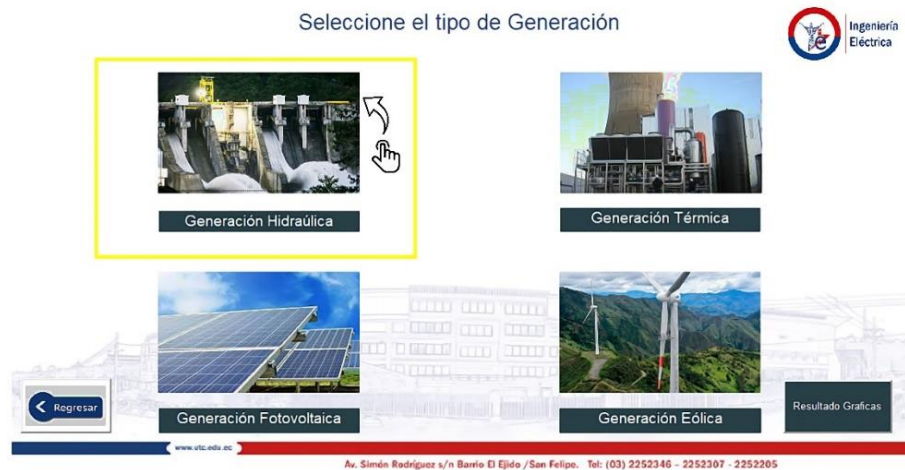 Seleccione el tipo de Generación
Ingeniería
Eléctrica
Generación Hidraúlica
Generación Térmica
Generación Fotovoltaica
Generación Eólica
Regresar
Resultado Graficas
www.utc.edu.ec
Av. Simón Rodríguez s/n Barrio El Ejido /San Felipe. Tel: (03) 2252346 - 2252307 - 2252205